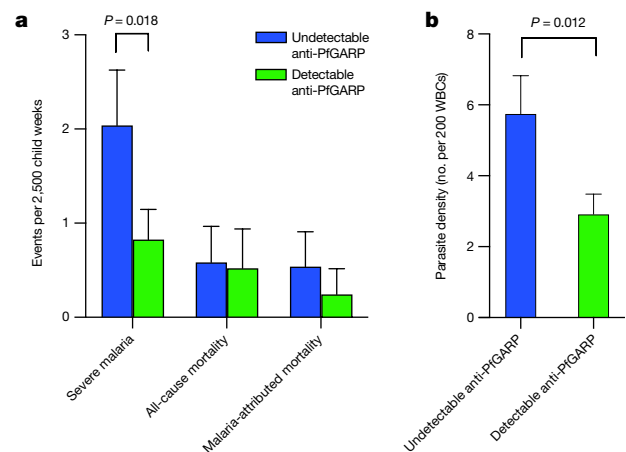 a
P = 0.018
Events per 2,500 child weeks
3
2
1
0
Undetectable
anti-PfGARP
Detectable
anti-PfGARP
Severe malaria
All-cause mortality
Malaria-attributed mortality
b
P = 0.012
Parasite density (no. per 200 WBCs)
8
6
4
2
0
Undetectable anti-PfGARP
Detectable anti-PfGARP